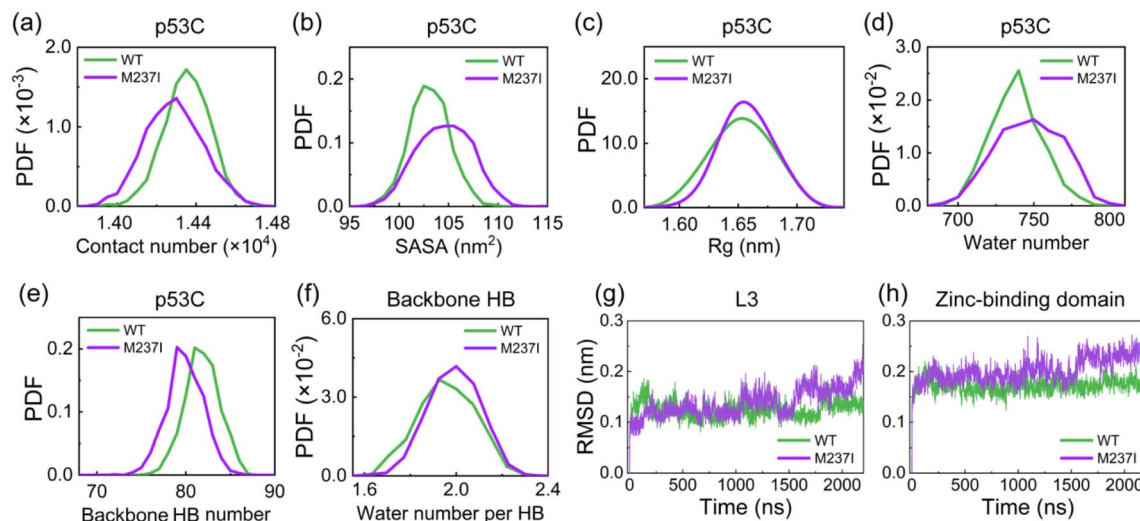 (a) p53C
PDF (×10⁻³)
2.0
1.0
0.0
WT
M237I
1.40 1.44 1.48
Contact number (×10⁴)
(b) p53C
PDF
0.2
0.1
0.0
WT
M237I
95 100 105 110 115
SASA (nm²)
(c) p53C
PDF
20.0
10.0
0.0
WT
M237I
1.60 1.65 1.70
Rg (nm)
(d) p53C
PDF (×10⁻²)
3.0
2.0
1.0
0.0
WT
M237I
700 750 800
Water number
(e) p53C
PDF
0.2
0.1
0.0
WT
M237I
70 80 90
Backbone HB number
(f) Backbone HB
PDF (×10⁻²)
6.0
3.0
0.0
WT
M237I
1.6 2.0 2.4
Water number per HB
(g) L3
RMSD (nm)
0.3
0.2
0.1
0.0
WT
M237I
0 500 1000 1500 2000
Time (ns)
(h) Zinc-binding domain
0.3
0.2
0.1
0.0
WT
M237I
0 500 1000 1500 2000
Time (ns)